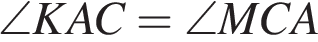 ∠KAC = ∠MCA